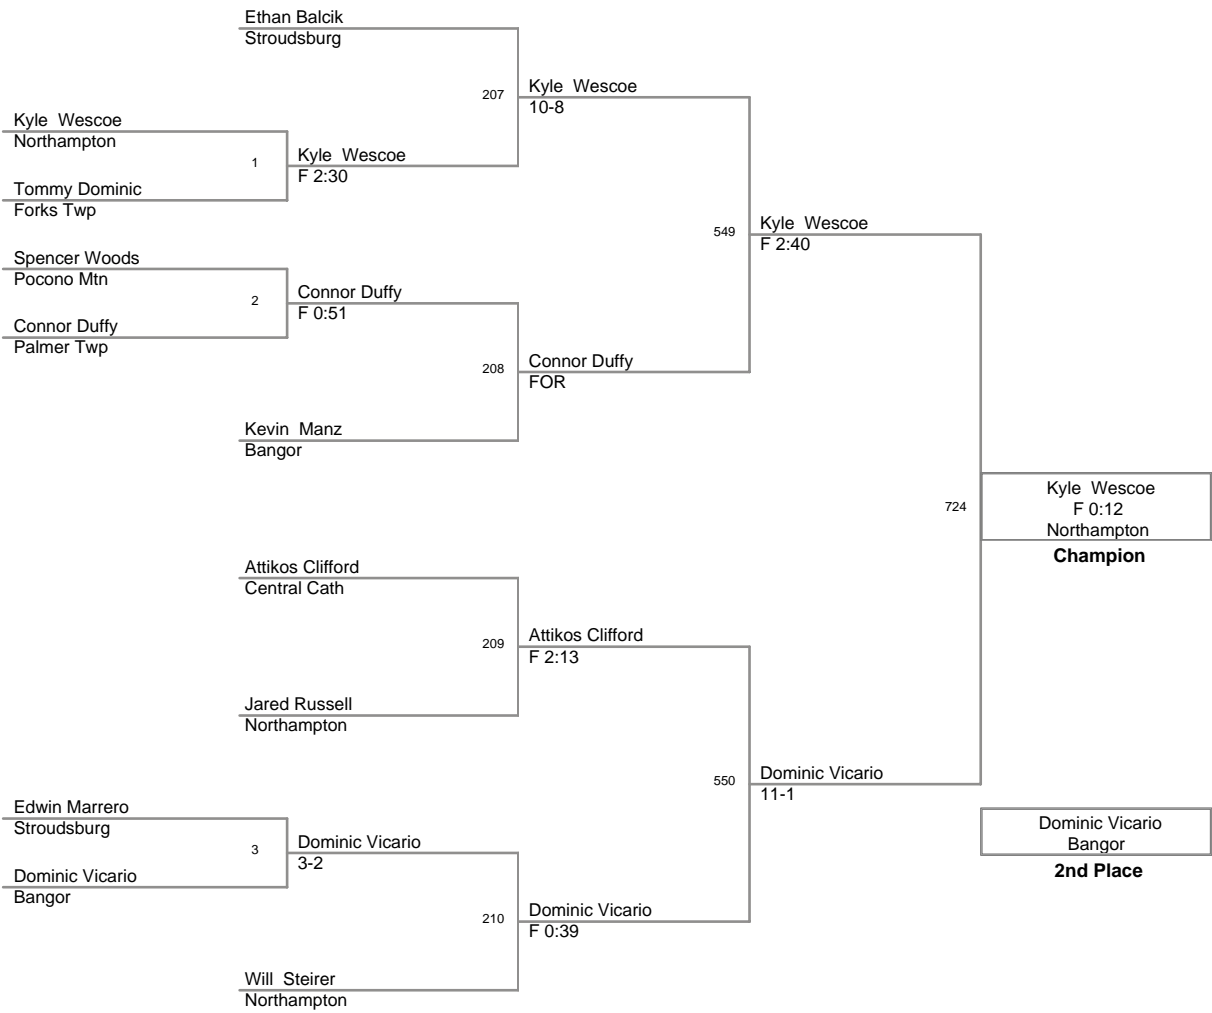 Ethan Balcik
Stroudsburg
207
Kyle Wescoe
10-8
Kyle Wescoe
Northampton
1
Kyle Wescoe
F 2:30
Tommy Dominic
Forks Twp
549
Kyle Wescoe
F 2:40
Spencer Woods
Pocono Mtn
2
Connor Duffy
F 0:51
Connor Duffy
Palmer Twp
208
Connor Duffy
FOR
Kevin Manz
Bangor
724
Kyle Wescoe
F 0:12
Northampton
Champion
Attikos Clifford
Central Cath
209
Attikos Clifford
F 2:13
Jared Russell
Northampton
550
Dominic Vicario
11-1
Edwin Marrero
Stroudsburg
3
Dominic Vicario
3-2
Dominic Vicario
Bangor
Dominic Vicario
Bangor
2nd Place
210
Dominic Vicario
F 0:39
Will Steirer
Northampton